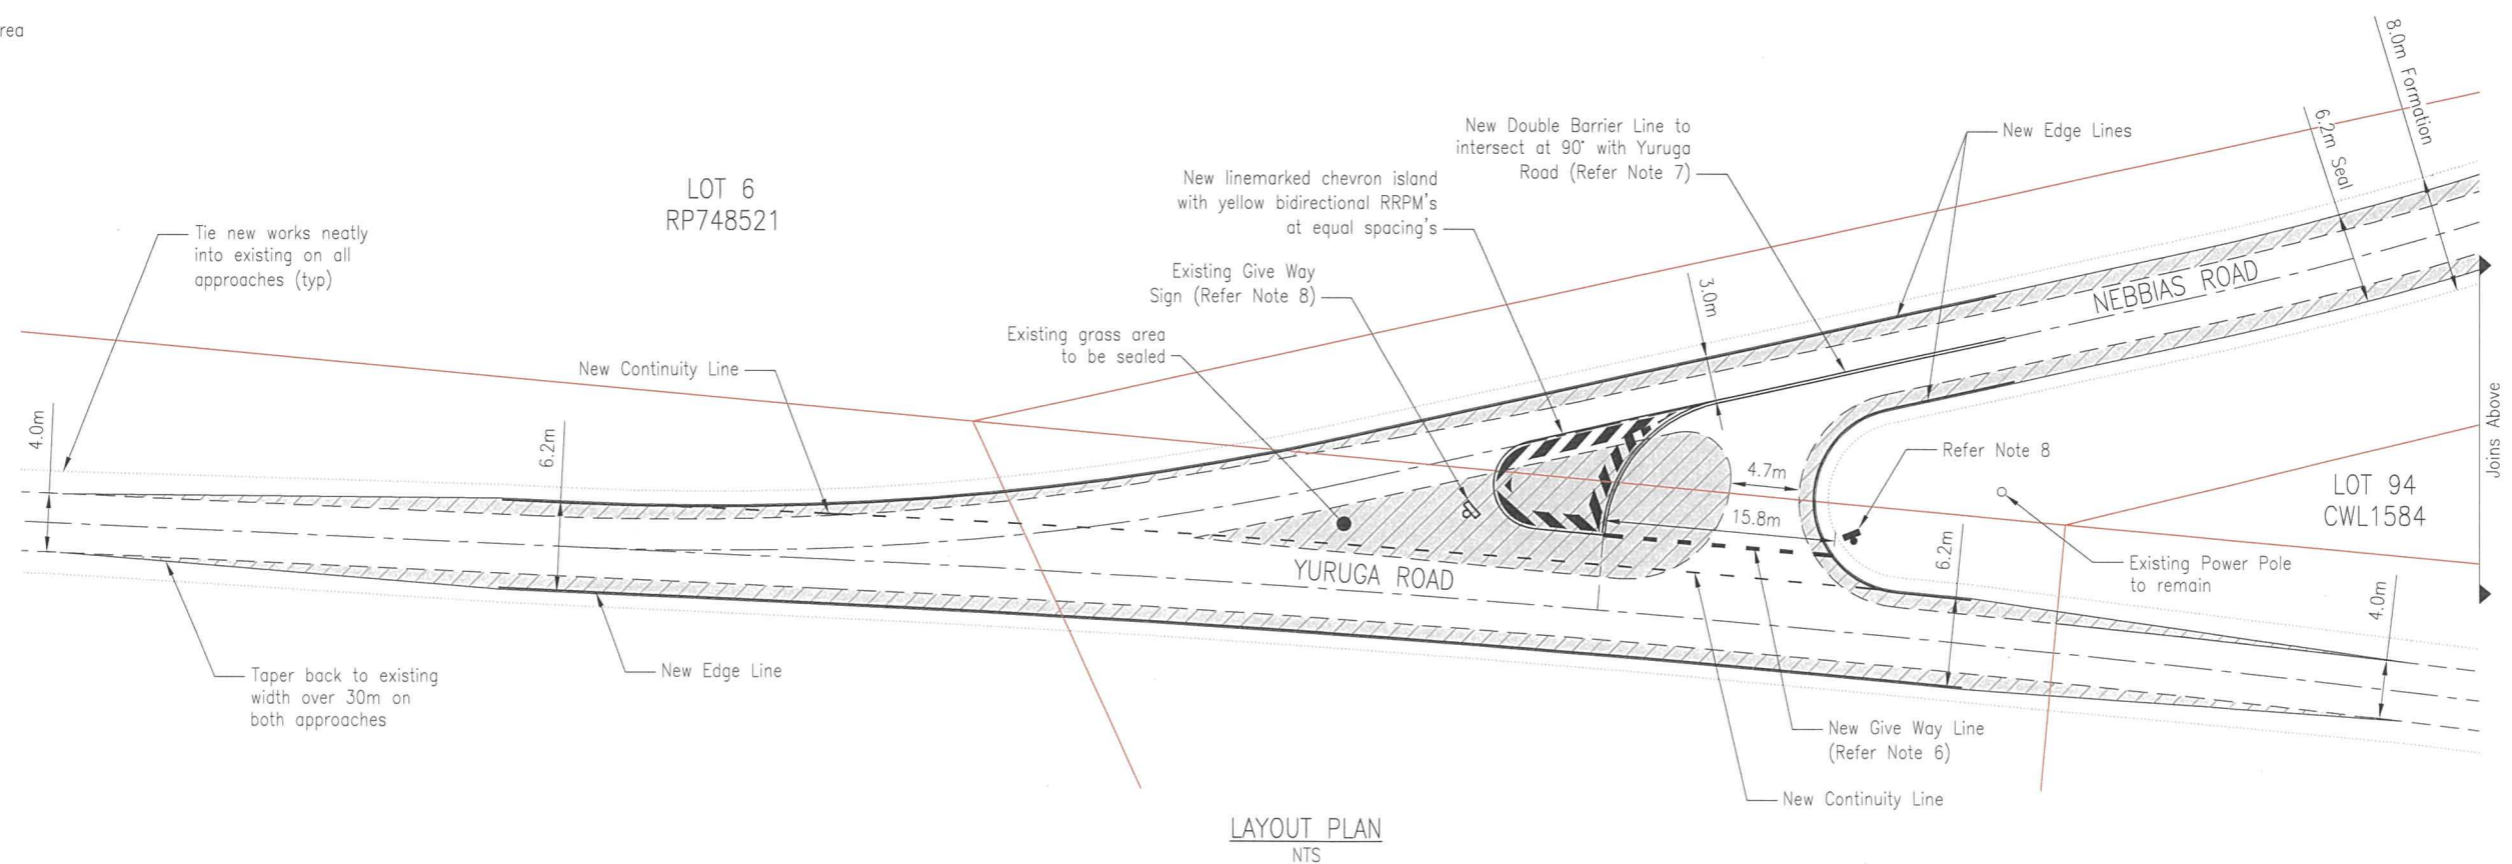 rea
8.0m Formation
6.2m Seal
New Edge Lines
New Double Barrier Line to
intersect at 90° with Yuruga
Road (Refer Note 7)
New linemarked chevron island
with yellow bidirectional RRPM's
at equal spacing's
LOT 6
RP748521
Tie new works neatly
into existing on all
approaches (typ)
Existing Give Way
Sign (Refer Note 8)
3.0m
NEBBIAS ROAD
Existing grass area
to be sealed
New Continuity Line
4.0m
6.2m
Refer Note 8
4.7m
15.8m
LOT 94
CWL1584
Joins Above
YURUGA ROAD
6.2m
Existing Power Pole
to remain
4.0m
Taper back to existing
width over 30m on
both approaches
New Edge Line
New Give Way Line
(Refer Note 6)
New Continuity Line
LAYOUT PLAN
NTS